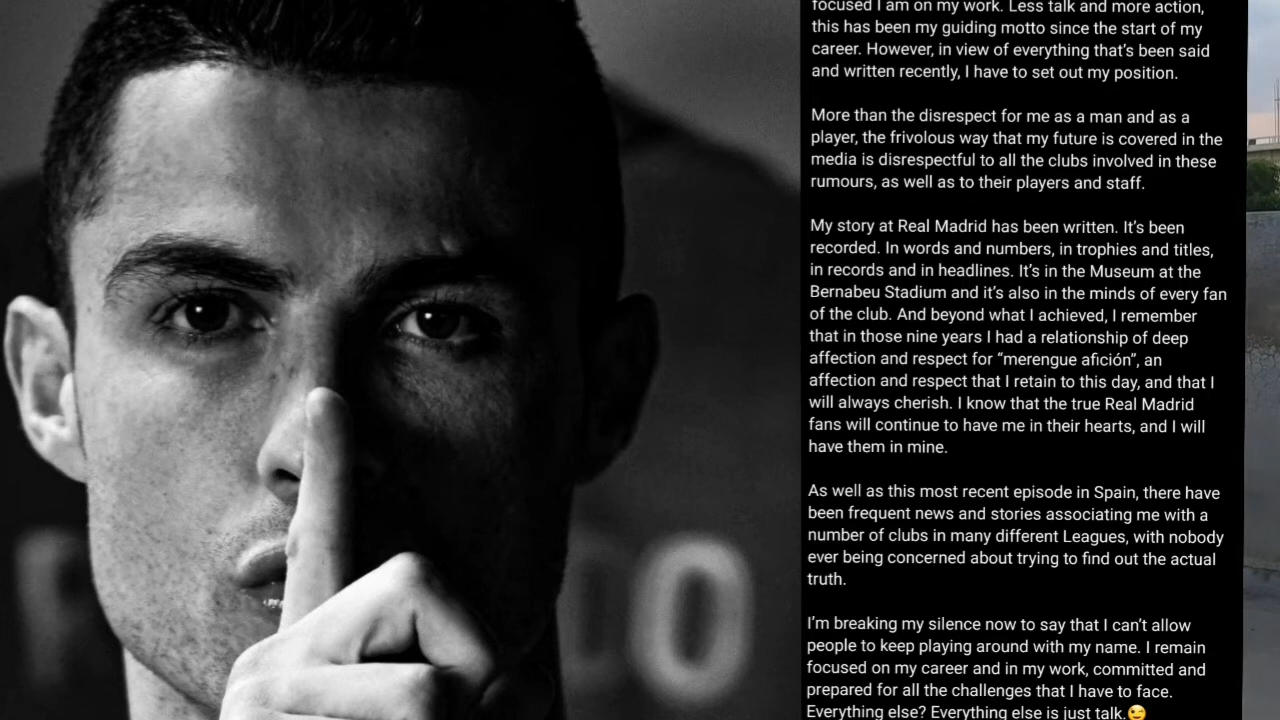 focused I am on my work. Less talk and more action,
this has been my guiding motto since the start of my
career. However, in view of everything that's been said
and written recently, I have to set out my position.
More than the disrespect for me as a man and as a
player, the frivolous way that my future is covered in the
media is disrespectful to all the clubs involved in these
rumours, as well as to their players and staff.
My story at Real Madrid has been written. It's been
recorded. In words and numbers, in trophies and titles,
in records and in headlines. It's in the Museum at the
Bernabeu Stadium and it's also in the minds of every fan
of the club. And beyond what I achieved, I remember
that in those nine years I had a relationship of deep
affection and respect for “merengue afición”, an
affection and respect that I retain to this day, and that I
will always cherish. I know that the true Real Madrid
fans will continue to have me in their hearts, and I will
have them in mine.
As well as this most recent episode in Spain, there have
been frequent news and stories associating me with a
number of clubs in many different Leagues, with nobody
ever being concerned about trying to find out the actual
truth.
I'm breaking my silence now to say that I can't allow
people to keep playing around with my name. I remain
focused on my career and in my work, committed and
prepared for all the challenges that I have to face.
Everything else? Everything else is just talk.😉